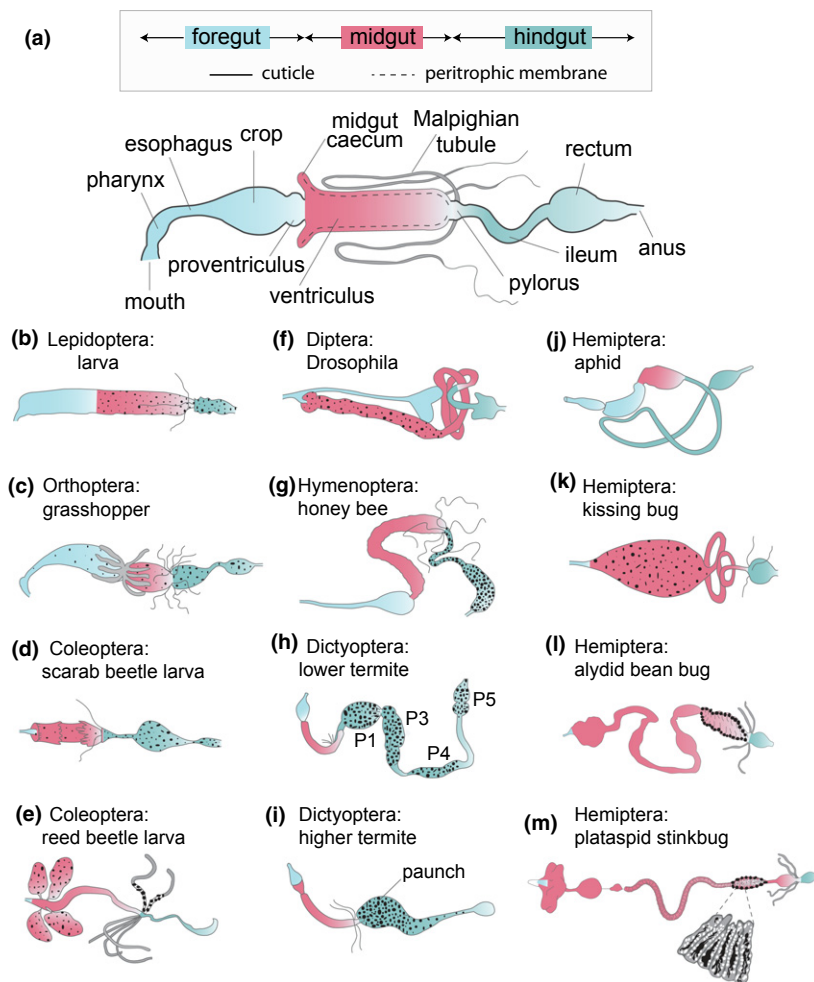 (a)
foregut midgut hindgut
cuticle peritrophic membrane
midgut
caecum
Malpighian
tubule
rectum
crop
esophagus
pharynx
proventriculus
mouth
ventriculus
ileum
anus
pylorus
(b) Lepidoptera:
larva
(f) Diptera:
Drosophila
(j) Hemiptera:
aphid
(c) Orthoptera:
grasshopper
(g) Hymenoptera:
honey bee
(k) Hemiptera:
kissing bug
(d) Coleoptera:
scarab beetle larva
(h) Dictyoptera:
lower termite
P1
P3
P4
P5
(l) Hemiptera:
alydid bean bug
(e) Coleoptera:
reed beetle larva
(i) Dictyoptera:
higher termite
paunch
(m) Hemiptera:
plataspid stinkbug